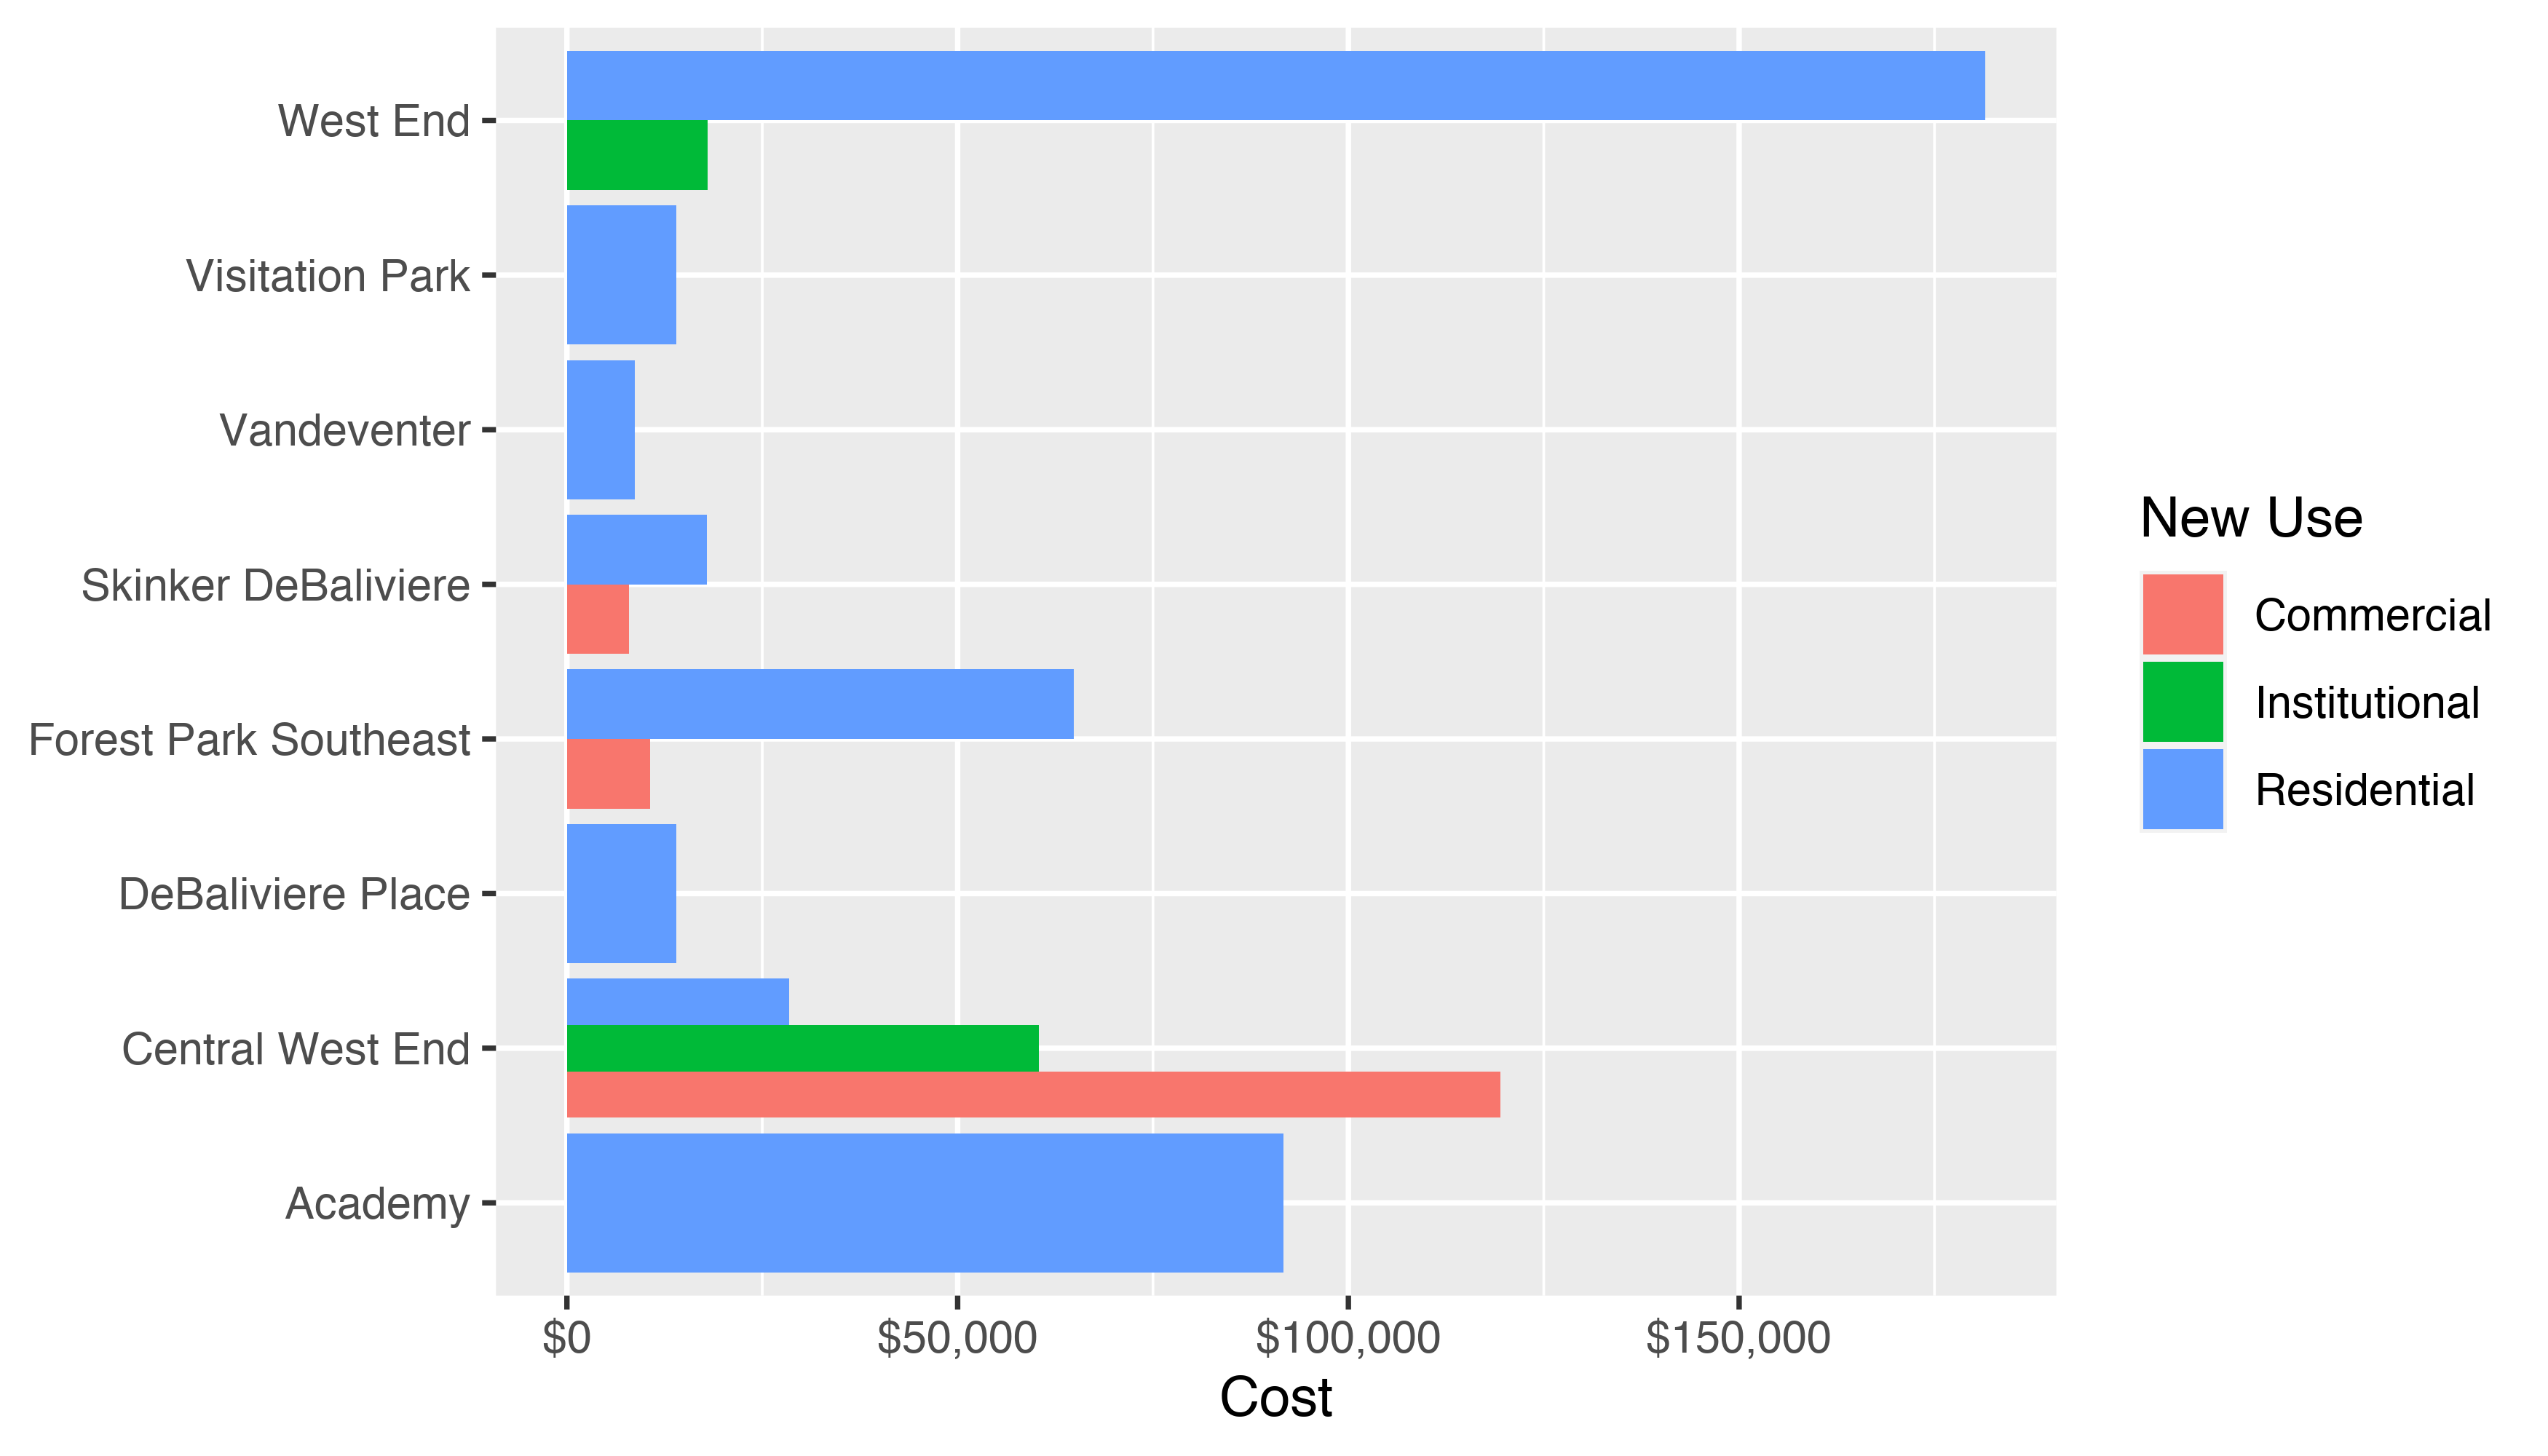 West End
Visitation Park
Vandeventer
Skinker DeBaliviere
Forest Park Southeast
DeBaliviere Place
Central West End
Academy
$0
$50,000
$100,000
$150,000
Cost
New Use
Commercial
Institutional
Residential